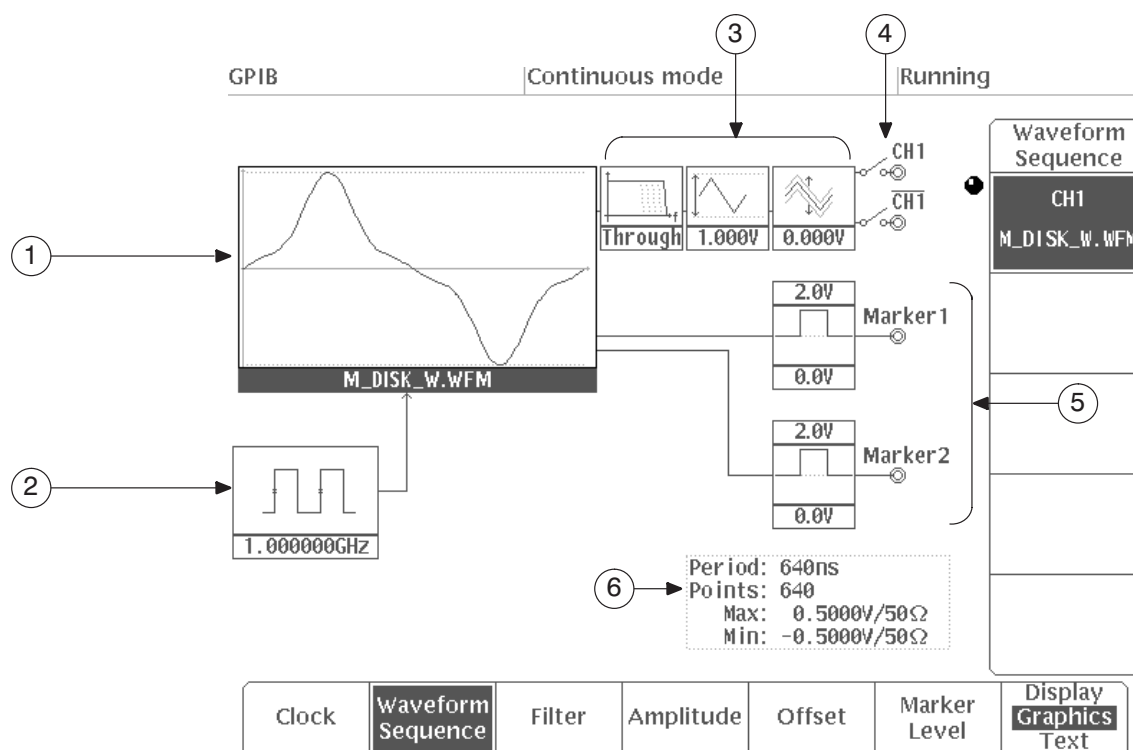 3
4
GPIB
Continuous mode
Running
Waveform
Sequence
CH1
CH1
CH1
M_DISK_W.WFM
1
Through
1.000V
0.000V
2.0V
Marker1
0.0V
M_DISK_W.WFM
5
2.0V
Marker2
0.0V
2
1.000000GHz
6
Period: 640ns
Points: 640
Max: 0.5000V/50Ω
Min: -0.5000V/50Ω
Clock
Waveform
Sequence
Filter
Amplitude
Offset
Marker
Level
Display
Graphics
Text
f